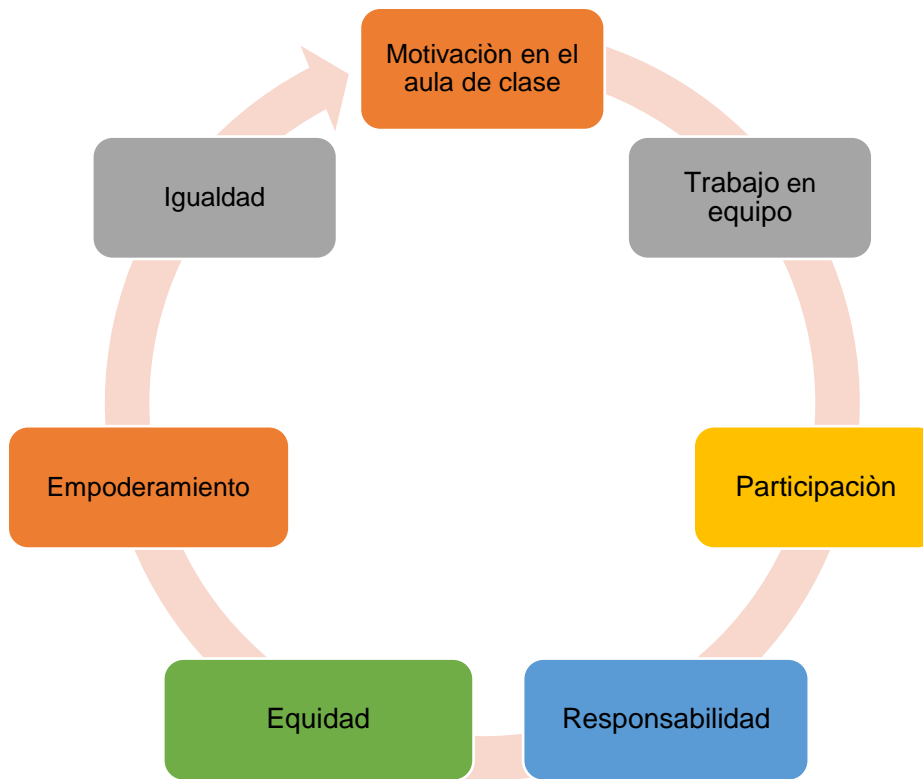 Motivaciòn en el
aula de clase
Trabajo en
equipo
Participaciòn
Responsabilidad
Equidad
Empoderamiento
Igualdad